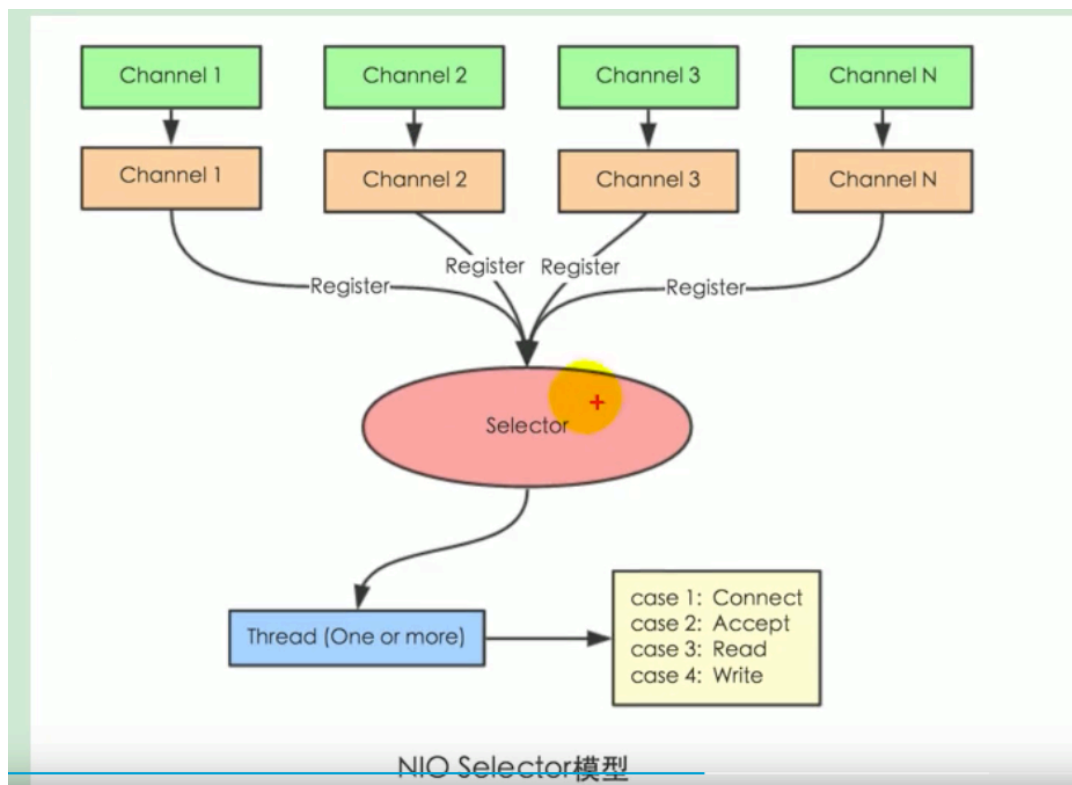 Channel 1
Channel 2
Channel 3
Channel N
Channel 1
Channel 2
Channel 3
Channel N
Register
Register
Register
Register
Selector
Thread (One or more)
case 1: Connect
case 2: Accept
case 3: Read
case 4: Write
NIO Selector模型